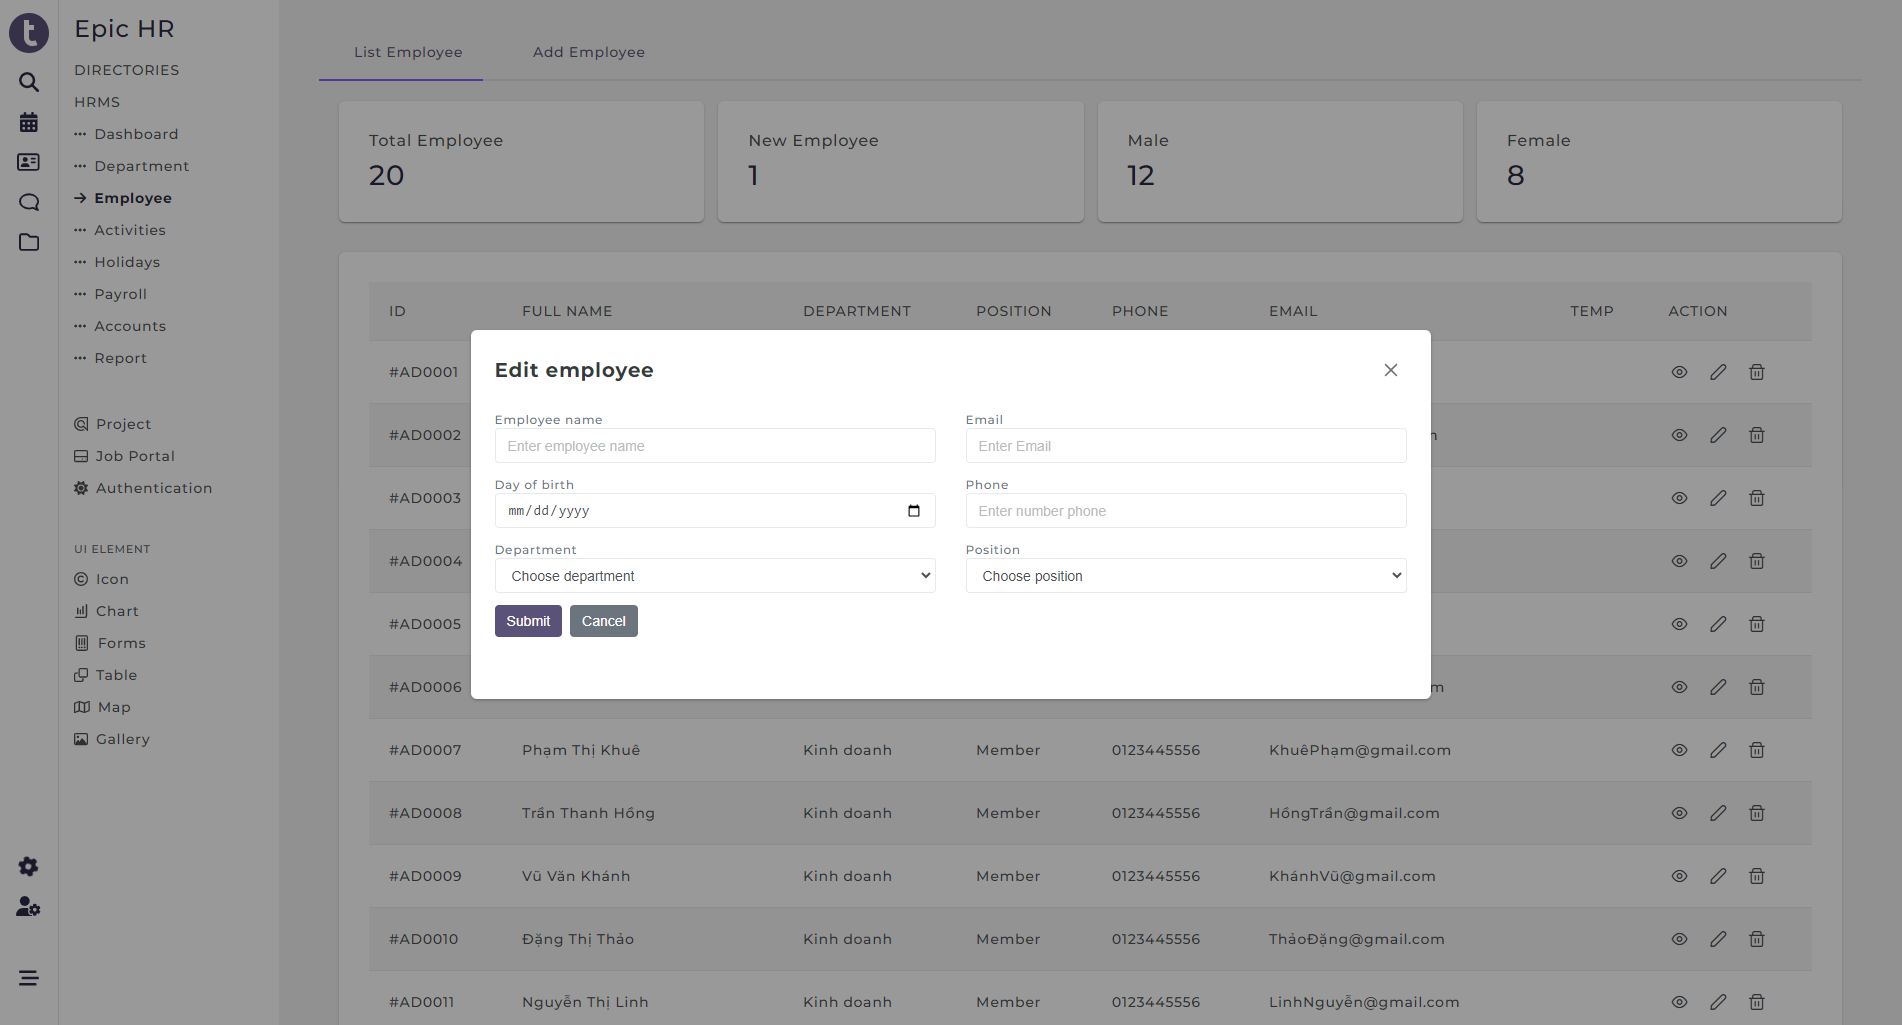 Epic HR
DIRECTORIES
HRMS
Dashboard
Department
Employee
Activities
Holidays
Payroll
Accounts
Report
Project
Job Portal
Authentication
UI ELEMENT
Icon
Chart
Forms
Table
Map
Gallery
List Employee Add Employee
Total Employee New Employee Male Female
20 1 12 8
ID FULL NAME DEPARTMENT POSITION PHONE EMAIL TEMP ACTION
#AD0001
#AD0002
#AD0003
#AD0004
#AD0005
#AD0006
Edit employee
Employee name Email
Enter employee name Enter Email
Day of birth Phone
mm/dd/yyyy Enter number phone
Department Position
Choose department Choose position
Submit Cancel
#AD0007 Phạm Thị Khuê Kinh doanh Member 0123445556 KhuêPhạm@gmail.com
#AD0008 Trần Thanh Hồng Kinh doanh Member 0123445556 HồngTrần@gmail.com
#AD0009 Vũ Văn Khánh Kinh doanh Member 0123445556 KhánhVũ@gmail.com
#AD0010 Đặng Thị Thảo Kinh doanh Member 0123445556 ThảoĐặng@gmail.com
#AD0011 Nguyễn Thị Linh Kinh doanh Member 0123445556 LinhNguyễn@gmail.com